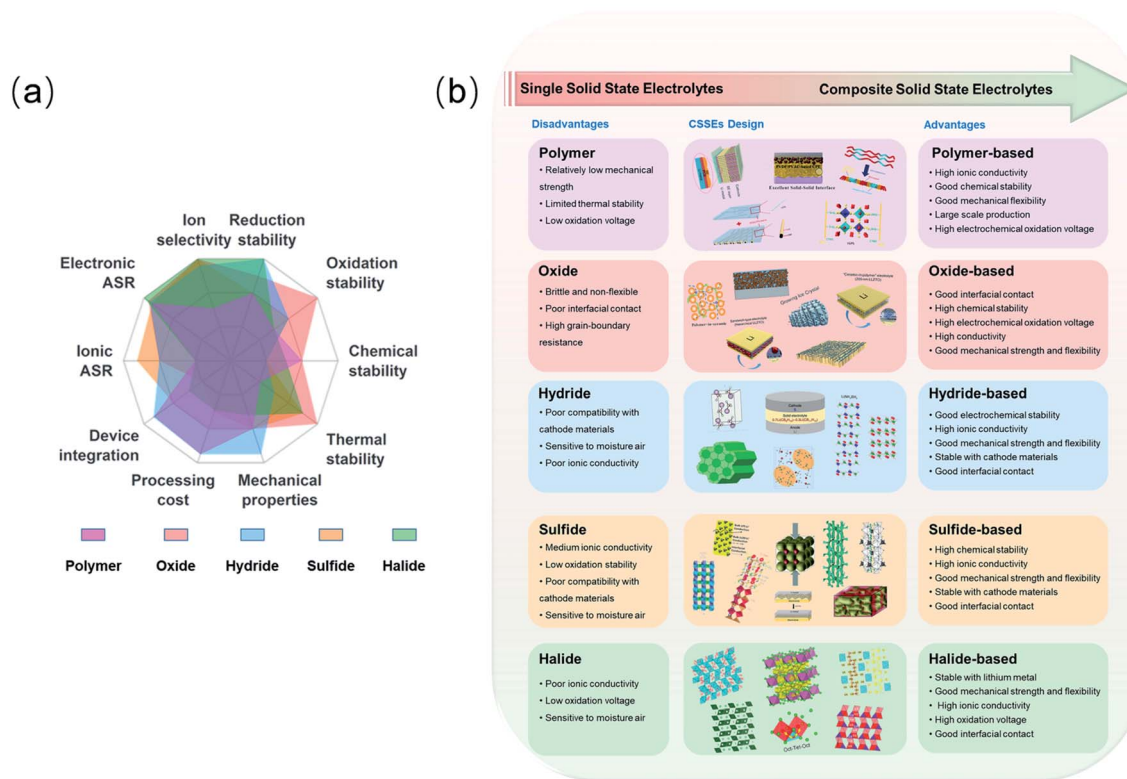 (a)
Ion
selectivity
Reduction
stability
Electronic
ASR
Oxidation
stability
Ionic
ASR
Chemical
stability
Device
integration
Thermal
stability
Processing
cost
Mechanical
properties
Polymer
Oxide
Hydride
Sulfide
Halide
(b)
Single Solid State Electrolytes
Composite Solid State Electrolytes
Disadvantages
CSSEs Design
Advantages
Polymer
• Relatively low mechanical
strength
• Limited thermal stability
• Low oxidation voltage
Excellent Solid/Solid Interface
Polymer-based
• High ionic conductivity
• Good chemical stability
• Good mechanical flexibility
• Large scale production
• High electrochemical oxidation voltage
Oxide
• Brittle and non-flexible
• Poor interfacial contact
• High grain-boundary
resistance
Oxide-based
• Good interfacial contact
• High chemical stability
• High electrochemical oxidation voltage
• High conductivity
• Good mechanical strength and flexibility
Hydride
• Poor compatibility with
cathode materials
• Sensitive to moisture air
• Poor ionic conductivity
Cathode
Solid electrolyte
Anode
Hydride-based
• Good electrochemical stability
• High ionic conductivity
• Good mechanical strength and flexibility
• Stable with cathode materials
• Good interfacial contact
Sulfide
• Medium ionic conductivity
• Low oxidation stability
• Poor compatibility with
cathode materials
• Sensitive to moisture air
Sulfide-based
• High chemical stability
• High ionic conductivity
• Good mechanical strength and flexibility
• Stable with cathode materials
• Good interfacial contact
Halide
• Poor ionic conductivity
• Low oxidation voltage
• Sensitive to moisture air
Oct-Tet-Oct
Halide-based
• Stable with lithium metal
• Good mechanical strength and flexibility
• High ionic conductivity
• High oxidation voltage
• Good interfacial contact